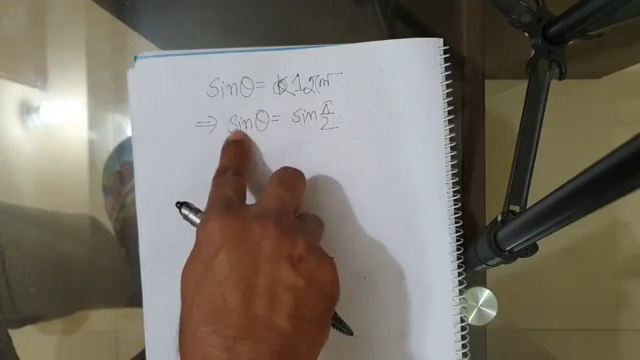 sinθ = 1
⇒ sinθ = sin π/2